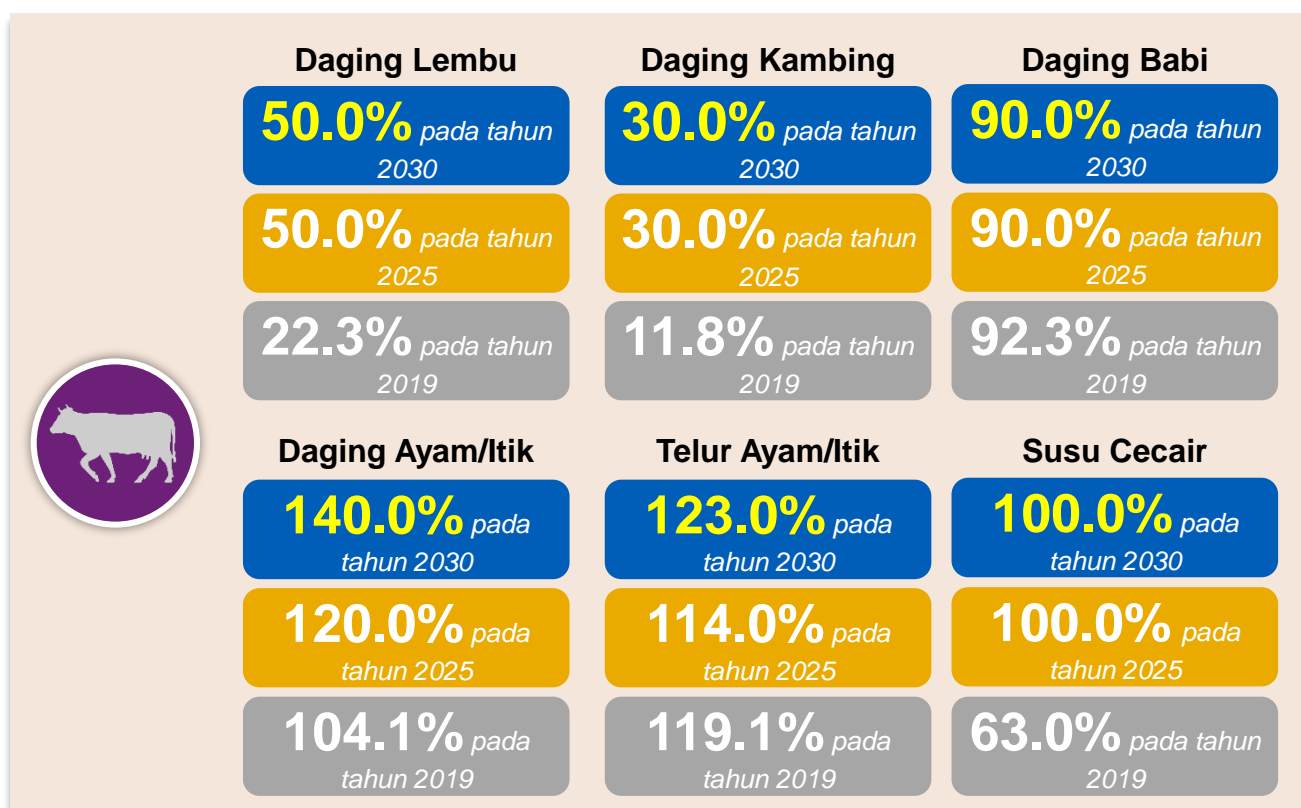 Daging Lembu
50.0% pada tahun
2030
50.0% pada tahun
2025
22.3% pada tahun
2019
Daging Kambing
30.0% pada tahun
2030
30.0% pada tahun
2025
11.8% pada tahun
2019
Daging Babi
90.0% pada tahun
2030
90.0% pada tahun
2025
92.3% pada tahun
2019
Daging Ayam/Itik
140.0% pada
tahun 2030
120.0% pada
tahun 2025
104.1% pada
tahun 2019
Telur Ayam/Itik
123.0% pada
tahun 2030
114.0% pada
tahun 2025
119.1% pada
tahun 2019
Susu Cecair
100.0% pada
tahun 2030
100.0% pada
tahun 2025
63.0% pada tahun
2019